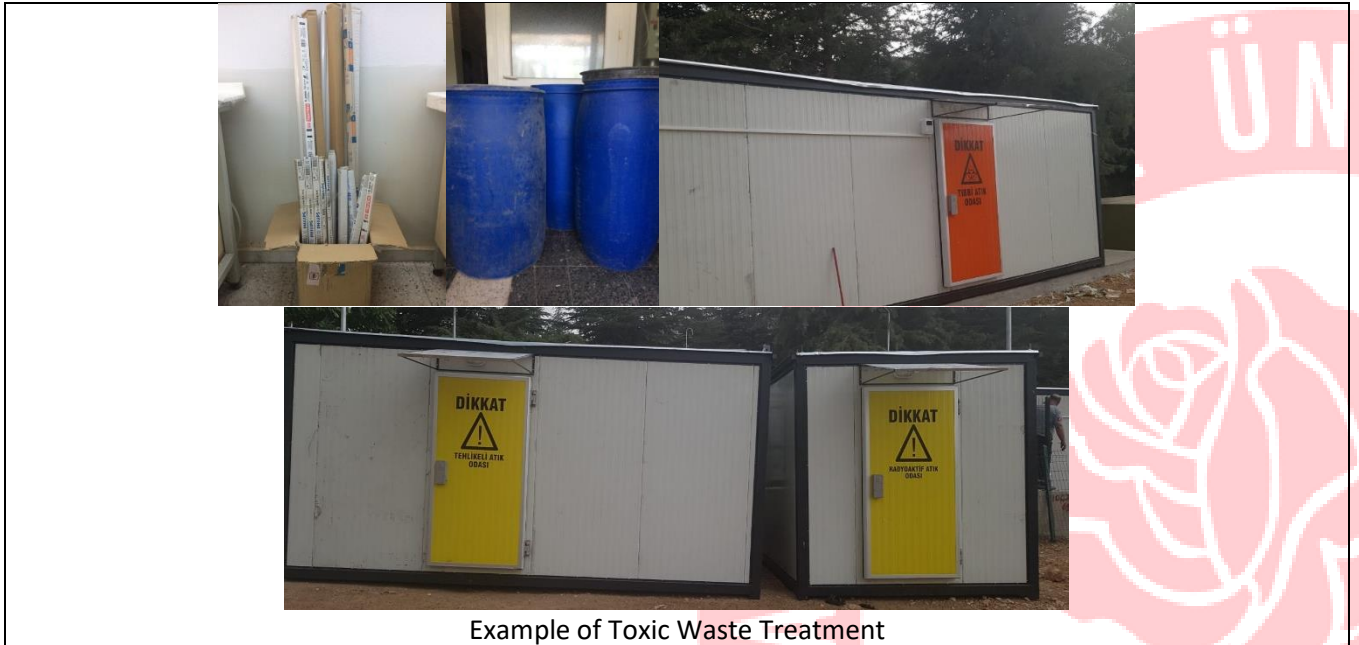 ÜN
DİKKAT
TIBBİ ATIK
ODASI
DİKKAT
TEHLİKELİ ATIK
ODASI
DİKKAT
RADYOAKTİF ATIK
ODASI
Example of Toxic Waste Treatment